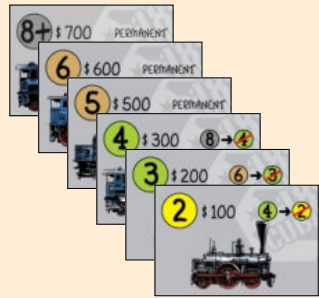 8+ $700 PERMANENT
6 $600 PERMANENT
5 $500 PERMANENT
4 $300 8→4
3 $200 6→3
2 $100 4→2